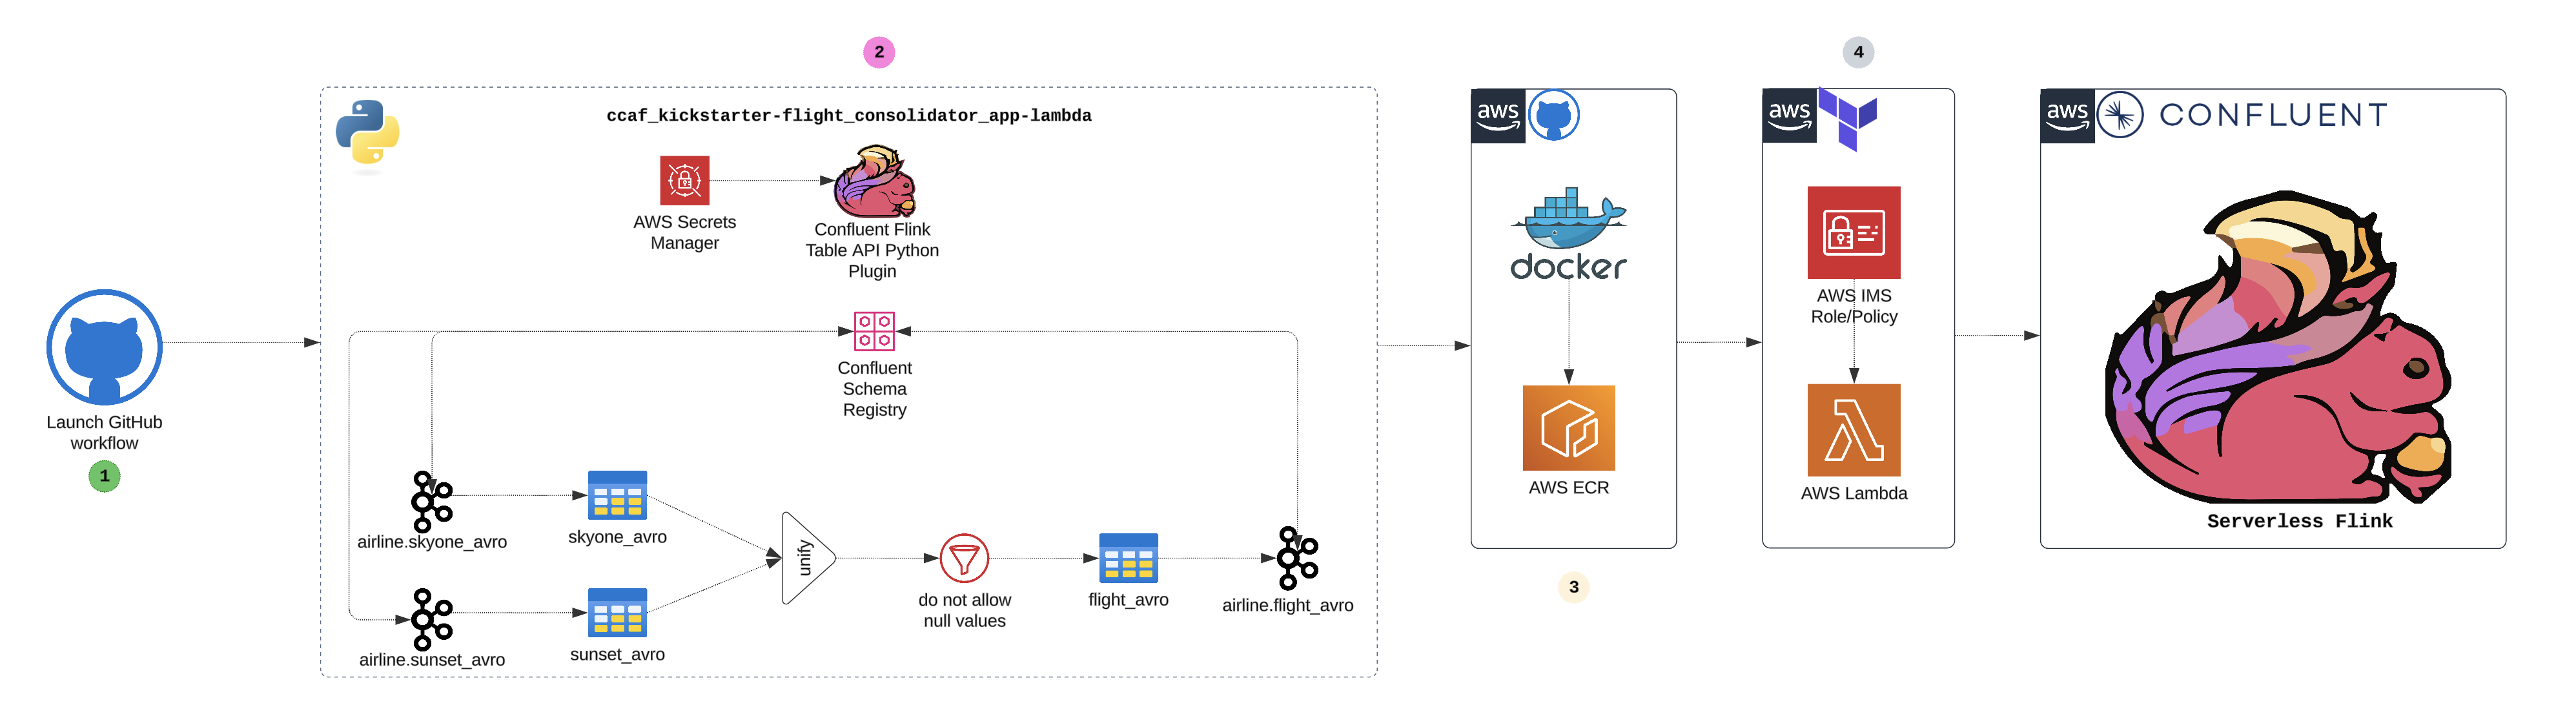 2
4
ccaf_kickstarter-flight_consolidator_app-lambda
aws
aws
aws
CONFLUENT
AWS Secrets
Manager
Confluent Flink
Table API Python
Plugin
docker
AWS IMS
Role/Policy
Confluent
Schema
Registry
Launch GitHub
workflow
1
airline.skyone_avro
skyone_avro
unify
airline.sunset_avro
sunset_avro
do not allow
null values
flight_avro
airline.flight_avro
AWS ECR
AWS Lambda
Serverless Flink
3